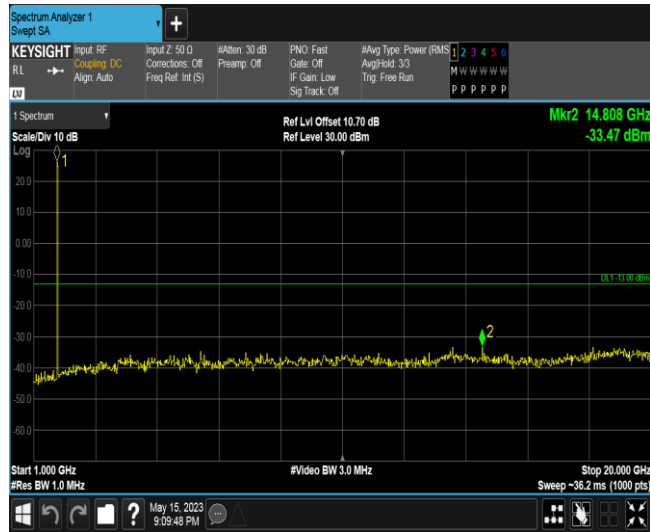 Spectrum Analyzer 1
Swept SA
+
KEYSIGHT Input: RF Input Z: 50 Ω #Atten: 30 dB PNO: Fast #Avg Type: Power (RMS 1 2 3 4 5 6
RL Coupling: DC Corrections: Off Preamp: Off Gate: Off Avg|Hold: 3/3 M W W W W W
Align: Auto Freq Ref: Int (S) IF Gain: Low Trig: Free Run
LXI Sig Track: Off P P P P P P
1 Spectrum Ref Lvl Offset 10.70 dB Mkr2 14.808 GHz
Scale/Div 10 dB Ref Level 30.00 dBm -33.47 dBm
Log
1
20.0
10.0
0.00
-10.0
DL1 -13.00 dBm
-20.0
2
-30.0
-40.0
-50.0
-60.0
Start 1.000 GHz #Video BW 3.0 MHz Stop 20.000 GHz
#Res BW 1.0 MHz Sweep ~36.2 ms (1000 pts)
? May 15, 2023
9:09:48 PM